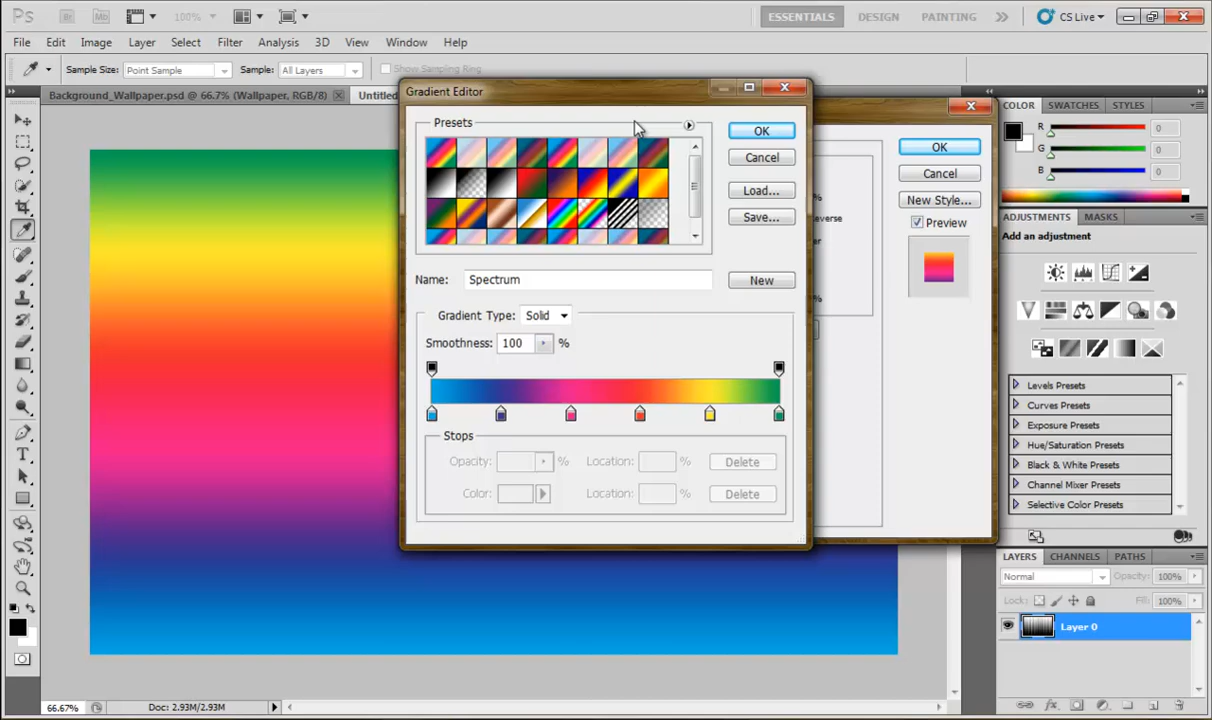 Ps Br Mb 100% ESSENTIALS DESIGN PAINTING CS Live
File Edit Image Layer Select Filter Analysis 3D View Window Help
Sample Size: Point Sample Sample: All Layers Show Sampling Ring
Background_Wallpaper.psd @ 66.7% (Wallpaper, RGB/8) Untitled
Gradient Editor
Presets
OK
Cancel
Load...
Save...
Name: Spectrum New
Gradient Type: Solid
Smoothness: 100 %
Stops
Opacity: % Location: % Delete
Color: Location: % Delete
%
everse
%
OK
Cancel
New Style...
Preview
COLOR SWATCHES STYLES
R 0
G 0
B 0
ADJUSTMENTS MASKS
Add an adjustment
Levels Presets
Curves Presets
Exposure Presets
Hue/Saturation Presets
Black & White Presets
Channel Mixer Presets
Selective Color Presets
LAYERS CHANNELS PATHS
Normal Opacity: 100%
Lock: Fill: 100%
Layer 0
66.67% Doc: 2.93M/2.93M